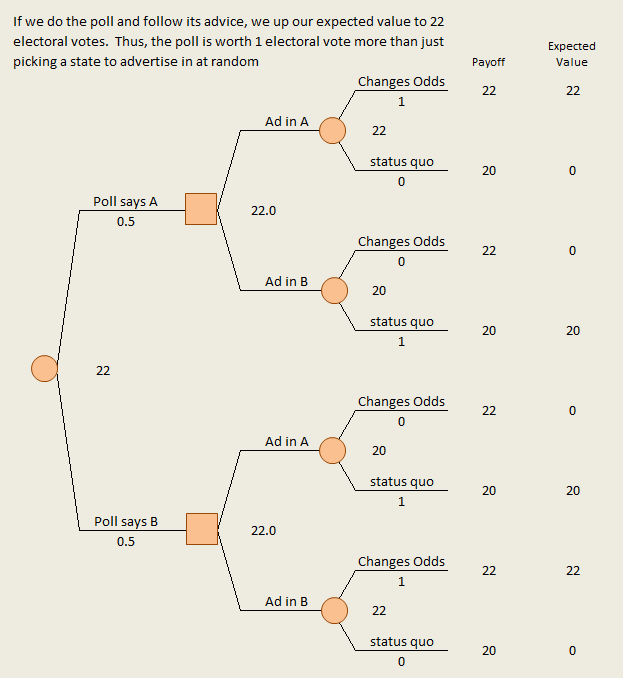 If we do the poll and follow its advice, we up our expected value to 22
electoral votes.  Thus, the poll is worth 1 electoral vote more than just
picking a state to advertise in at random
Payoff
Expected
Value
Changes Odds
22
22
1
Ad in A
22
status quo
20
0
0
Poll says A
22.0
0.5
Changes Odds
22
0
0
Ad in B
20
status quo
20
20
1
22
Changes Odds
22
0
0
Ad in A
20
status quo
20
20
1
Poll says B
22.0
0.5
Changes Odds
22
22
1
Ad in B
22
status quo
20
0
0